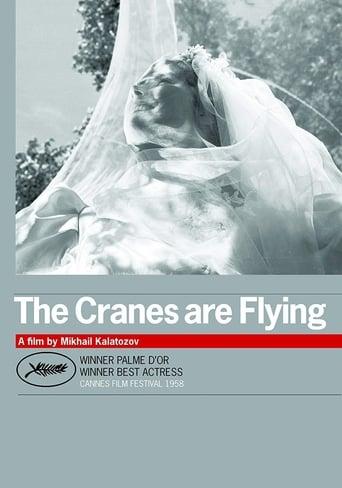 The Cranes are Flying
A film by Mikhail Kalatozov
WINNER PALME D'OR
WINNER BEST ACTRESS
CANNES FILM FESTIVAL 1958